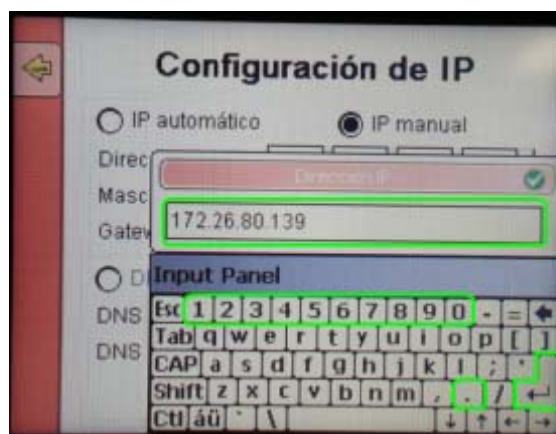 Configuración de IP
IP automático IP manual
Direc
Dirección IP
Masc
172.26.80.139
Gatew
D
Input Panel
DNS
Esc 1 2 3 4 5 6 7 8 9 0 - =
Tab q w e r t y u i o p [ ]
DNS
CAP a s d f g h j k l ; '
Shift z x c v b n m , . /
Ctl áü ` \